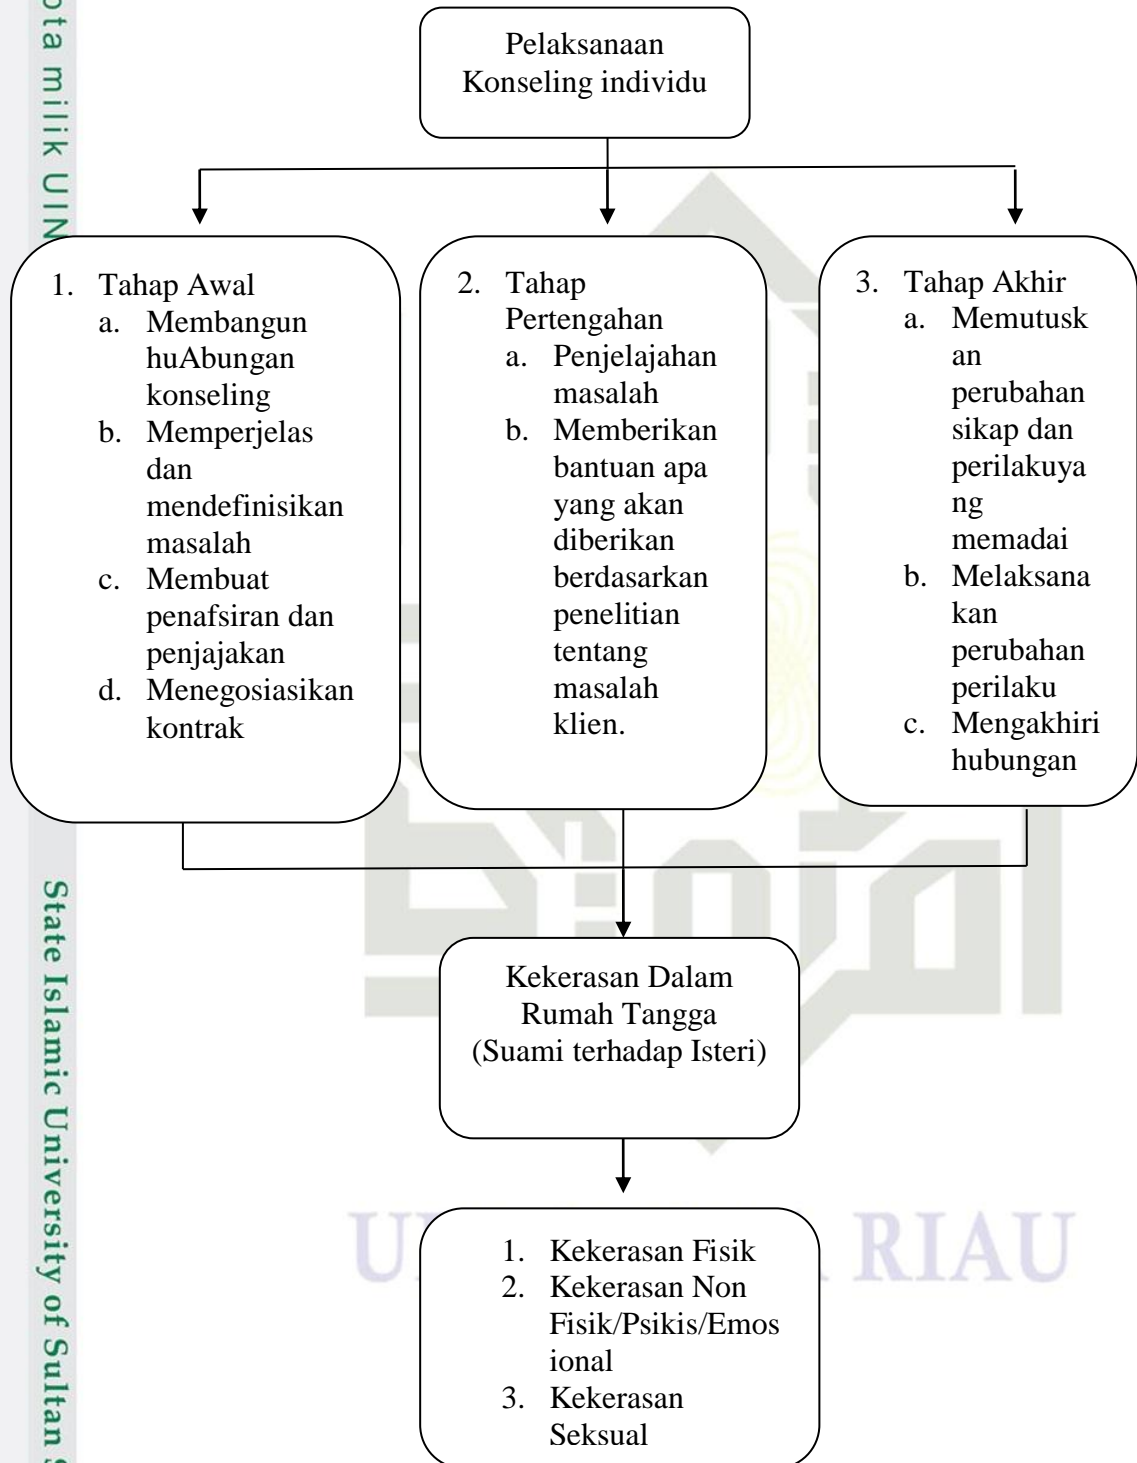 ota milik UIN
State Islamic University of Sultan S
Pelaksanaan
Konseling individu
1. Tahap Awal
a. Membangun
huAbungan
konseling
b. Memperjelas
dan
mendefinisikan
masalah
c. Membuat
penafsiran dan
penjajakan
d. Menegosiasikan
kontrak
2. Tahap
Pertengahan
a. Penjelajahan
masalah
b. Memberikan
bantuan apa
yang akan
diberikan
berdasarkan
penelitian
tentang
masalah
klien.
3. Tahap Akhir
a. Memutusk
an
perubahan
sikap dan
perilakuya
ng
memadai
b. Melaksana
kan
perubahan
perilaku
c. Mengakhiri
hubungan
Kekerasan Dalam
Rumah Tangga
(Suami terhadap Isteri)
1. Kekerasan Fisik
2. Kekerasan Non
Fisik/Psikis/Emos
ional
3. Kekerasan
Seksual
RIAU